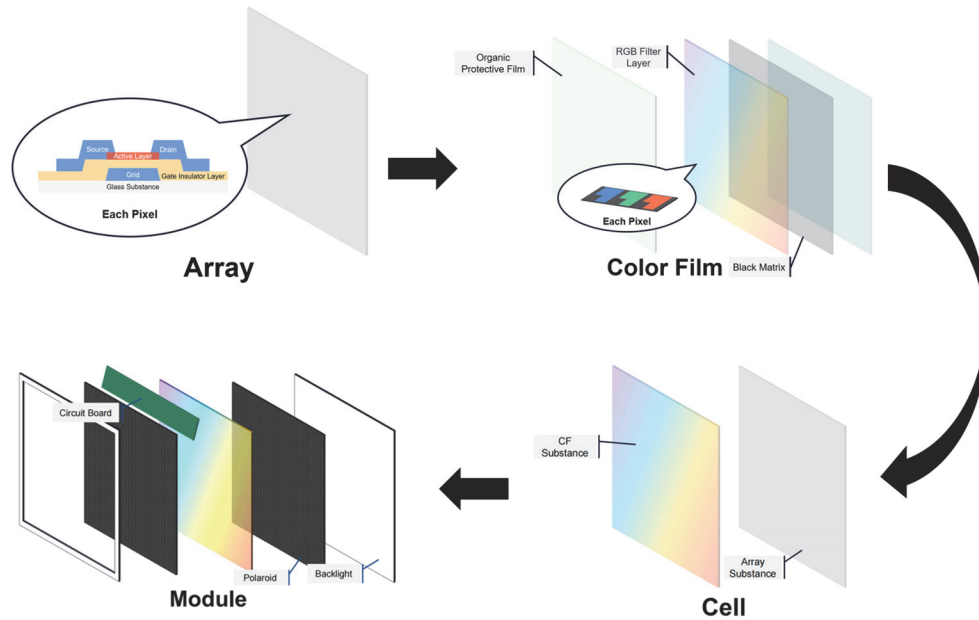 Source
Drain
Active Layer
Grid
Gate Insulator Layer
Glass Substance
Each Pixel
Array
Organic
Protective Film
RGB Filter
Layer
Each Pixel
Black Matrix
Color Film
Circuit Board
Polaroid
Backlight
Module
CF
Substance
Array
Substance
Cell